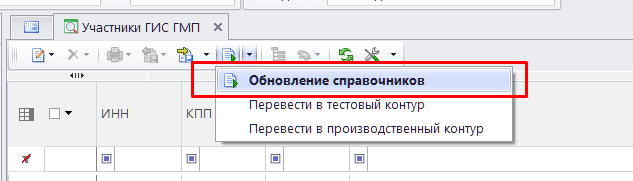 Участники ГИС ГМП
Обновление справочников
Перевести в тестовый контур
Перевести в производственный контур
ИНН
КПП